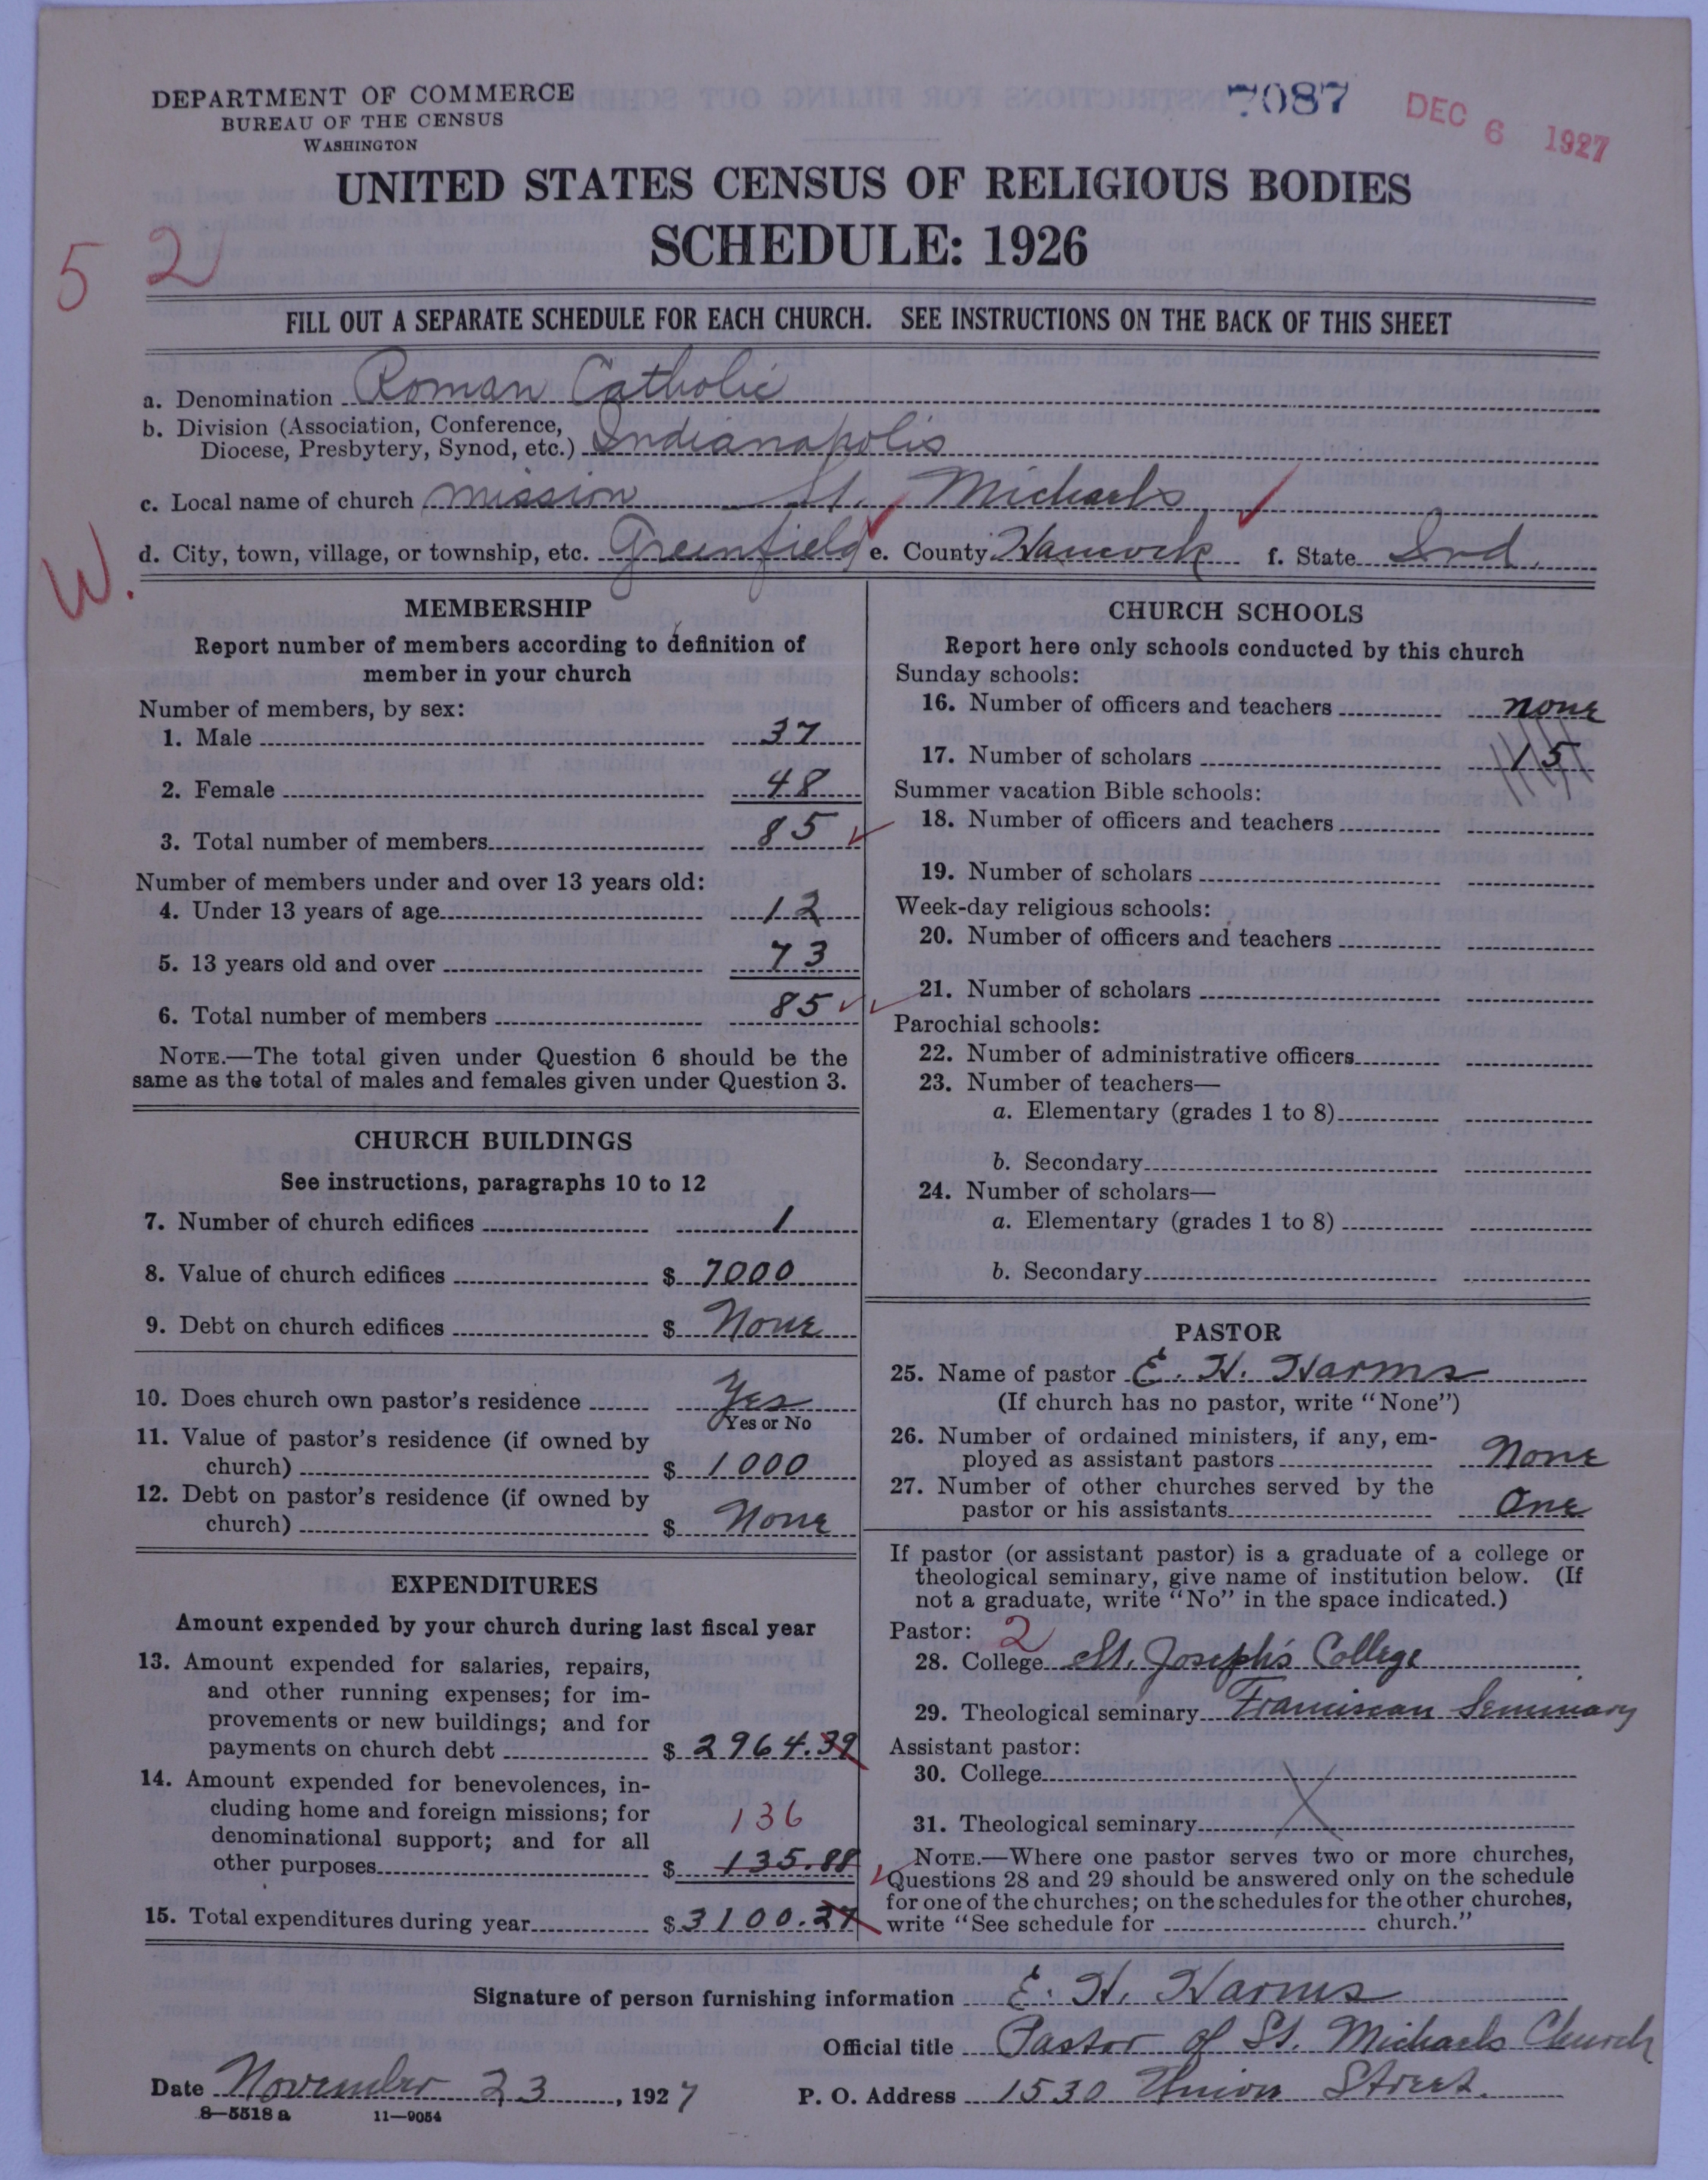 DEPARTMENT OF COMMERCE
BUREAU OF THE CENSUS
WASHINGTON
7087
DEC 6 1927
UNITED STATES CENSUS OF RELIGIOUS BODIES
SCHEDULE: 1926
5 2
FILL OUT A SEPARATE SCHEDULE FOR EACH CHURCH. SEE INSTRUCTIONS ON THE BACK OF THIS SHEET
a. Denomination Roman Catholic
b. Division (Association, Conference,
Diocese, Presbytery, Synod, etc.) Indianapolis
c. Local name of church mission St. Michaels
W.
d. City, town, village, or township, etc. Greenfield e. County Hancock f. State Ind.
MEMBERSHIP
Report number of members according to definition of
member in your church
Number of members, by sex:
1. Male 37
2. Female 48
3. Total number of members 85
Number of members under and over 13 years old:
4. Under 13 years of age 12
5. 13 years old and over 73
6. Total number of members 85
NOTE.—The total given under Question 6 should be the
same as the total of males and females given under Question 3.
CHURCH BUILDINGS
See instructions, paragraphs 10 to 12
7. Number of church edifices 1
8. Value of church edifices $ 7000
9. Debt on church edifices $ None
10. Does church own pastor's residence Yes
Yes or No
11. Value of pastor's residence (if owned by
church) $ 1000
12. Debt on pastor's residence (if owned by
church) $ None
EXPENDITURES
Amount expended by your church during last fiscal year
13. Amount expended for salaries, repairs,
and other running expenses; for im-
provements or new buildings; and for
payments on church debt $ 2964.39
14. Amount expended for benevolences, in-
cluding home and foreign missions; for
denominational support; and for all
136
other purposes $ 135.88
15. Total expenditures during year $ 3100.27
CHURCH SCHOOLS
Report here only schools conducted by this church
Sunday schools:
16. Number of officers and teachers none
17. Number of scholars 15
Summer vacation Bible schools:
18. Number of officers and teachers
19. Number of scholars
Week-day religious schools:
20. Number of officers and teachers
21. Number of scholars
Parochial schools:
22. Number of administrative officers
23. Number of teachers—
a. Elementary (grades 1 to 8)
b. Secondary
24. Number of scholars—
a. Elementary (grades 1 to 8)
b. Secondary
PASTOR
25. Name of pastor E. H. Harms
(If church has no pastor, write "None")
26. Number of ordained ministers, if any, em-
ployed as assistant pastors None
27. Number of other churches served by the
pastor or his assistants One
If pastor (or assistant pastor) is a graduate of a college or
theological seminary, give name of institution below. (If
not a graduate, write "No" in the space indicated.)
Pastor: 2
28. College St. Joseph's College
29. Theological seminary Franciscan Seminary
Assistant pastor:
30. College
31. Theological seminary
NOTE.—Where one pastor serves two or more churches,
Questions 28 and 29 should be answered only on the schedule
for one of the churches; on the schedules for the other churches,
write "See schedule for church."
Signature of person furnishing information E. H. Harms
Official title Pastor of St. Michaels Church
Date November 23, 1927 P. O. Address 1530 Union Street.
8—5518 a 11—9054